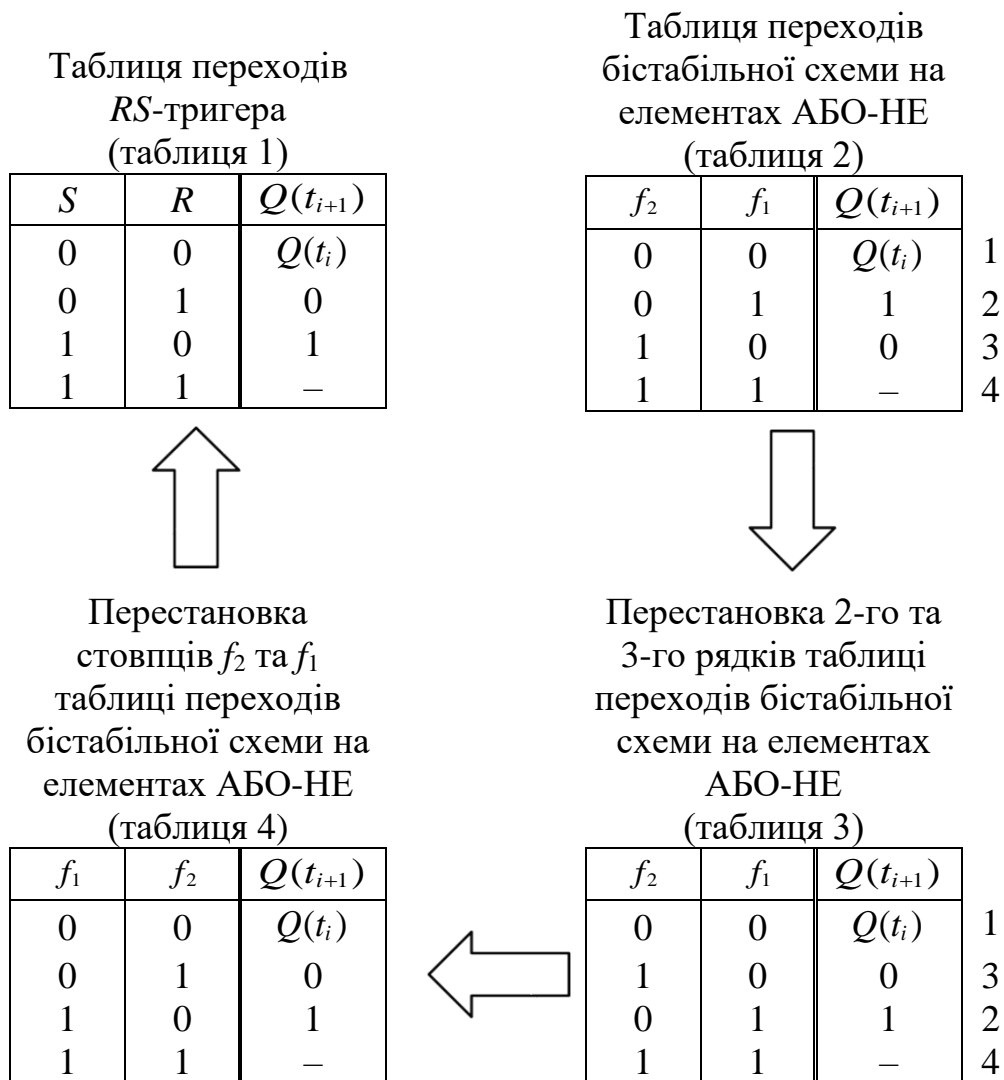 Таблиця переходів
RS-тригера
(таблиця 1)
S R Q(tᵢ₊₁)
0 0 Q(tᵢ)
0 1 0
1 0 1
1 1 –
Таблиця переходів
бістабільної схеми на
елементах АБО-НЕ
(таблиця 2)
f₂ f₁ Q(tᵢ₊₁)
0 0 Q(tᵢ) 1
0 1 1 2
1 0 0 3
1 1 – 4
Перестановка 2-го та
3-го рядків таблиці
переходів бістабільної
схеми на елементах
АБО-НЕ
(таблиця 3)
f₂ f₁ Q(tᵢ₊₁)
0 0 Q(tᵢ) 1
1 0 0 3
0 1 1 2
1 1 – 4
Перестановка
стовпців f₂ та f₁
таблиці переходів
бістабільної схеми на
елементах АБО-НЕ
(таблиця 4)
f₁ f₂ Q(tᵢ₊₁)
0 0 Q(tᵢ)
0 1 0
1 0 1
1 1 –